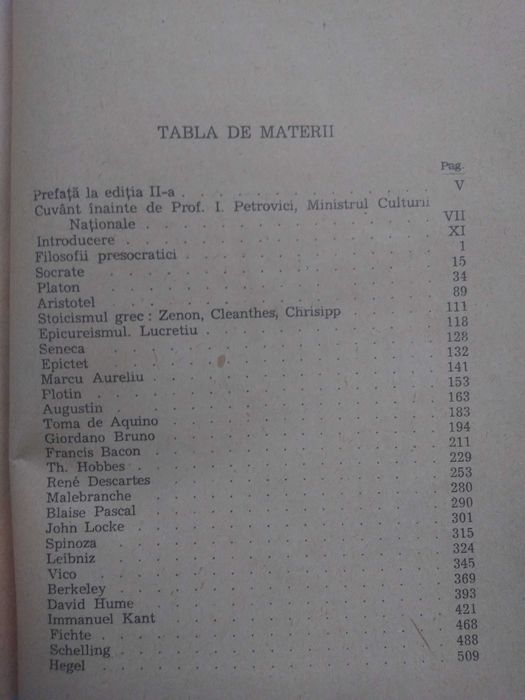 TABLA DE MATERII
Pag.
Prefață la ediția II-a . . . . . . . . . . V
Cuvânt înainte de Prof. I. Petrovici, Ministrul Culturii
Naționale . . . . . . . . . . VII
Introducere . . . . . . . . . . XI
Filosofii presocratici . . . . . . . . . . 1
Socrate . . . . . . . . . . 15
Platon . . . . . . . . . . 34
Aristotel . . . . . . . . . . 89
Stoicismul grec: Zenon, Cleanthes, Chrisipp . . . . 111
Epicureismul. Lucrețiu . . . . . . . . . . 118
Seneca . . . . . . . . . . 128
Epictet . . . . . . . . . . 132
Marcu Aureliu . . . . . . . . . . 141
Plotin . . . . . . . . . . 153
Augustin . . . . . . . . . . 163
Toma de Aquino . . . . . . . . . . 183
Giordano Bruno . . . . . . . . . . 194
Francis Bacon . . . . . . . . . . 211
Th. Hobbes . . . . . . . . . . 229
René Descartes . . . . . . . . . . 253
Malebranche . . . . . . . . . . 280
Blaise Pascal . . . . . . . . . . 290
John Locke . . . . . . . . . . 301
Spinoza . . . . . . . . . . 315
Leibniz . . . . . . . . . . 324
Vico . . . . . . . . . . 345
Berkeley . . . . . . . . . . 369
David Hume . . . . . . . . . . 393
Immanuel Kant . . . . . . . . . . 421
Fichte . . . . . . . . . . 468
Schelling . . . . . . . . . . 488
Hegel . . . . . . . . . . 509